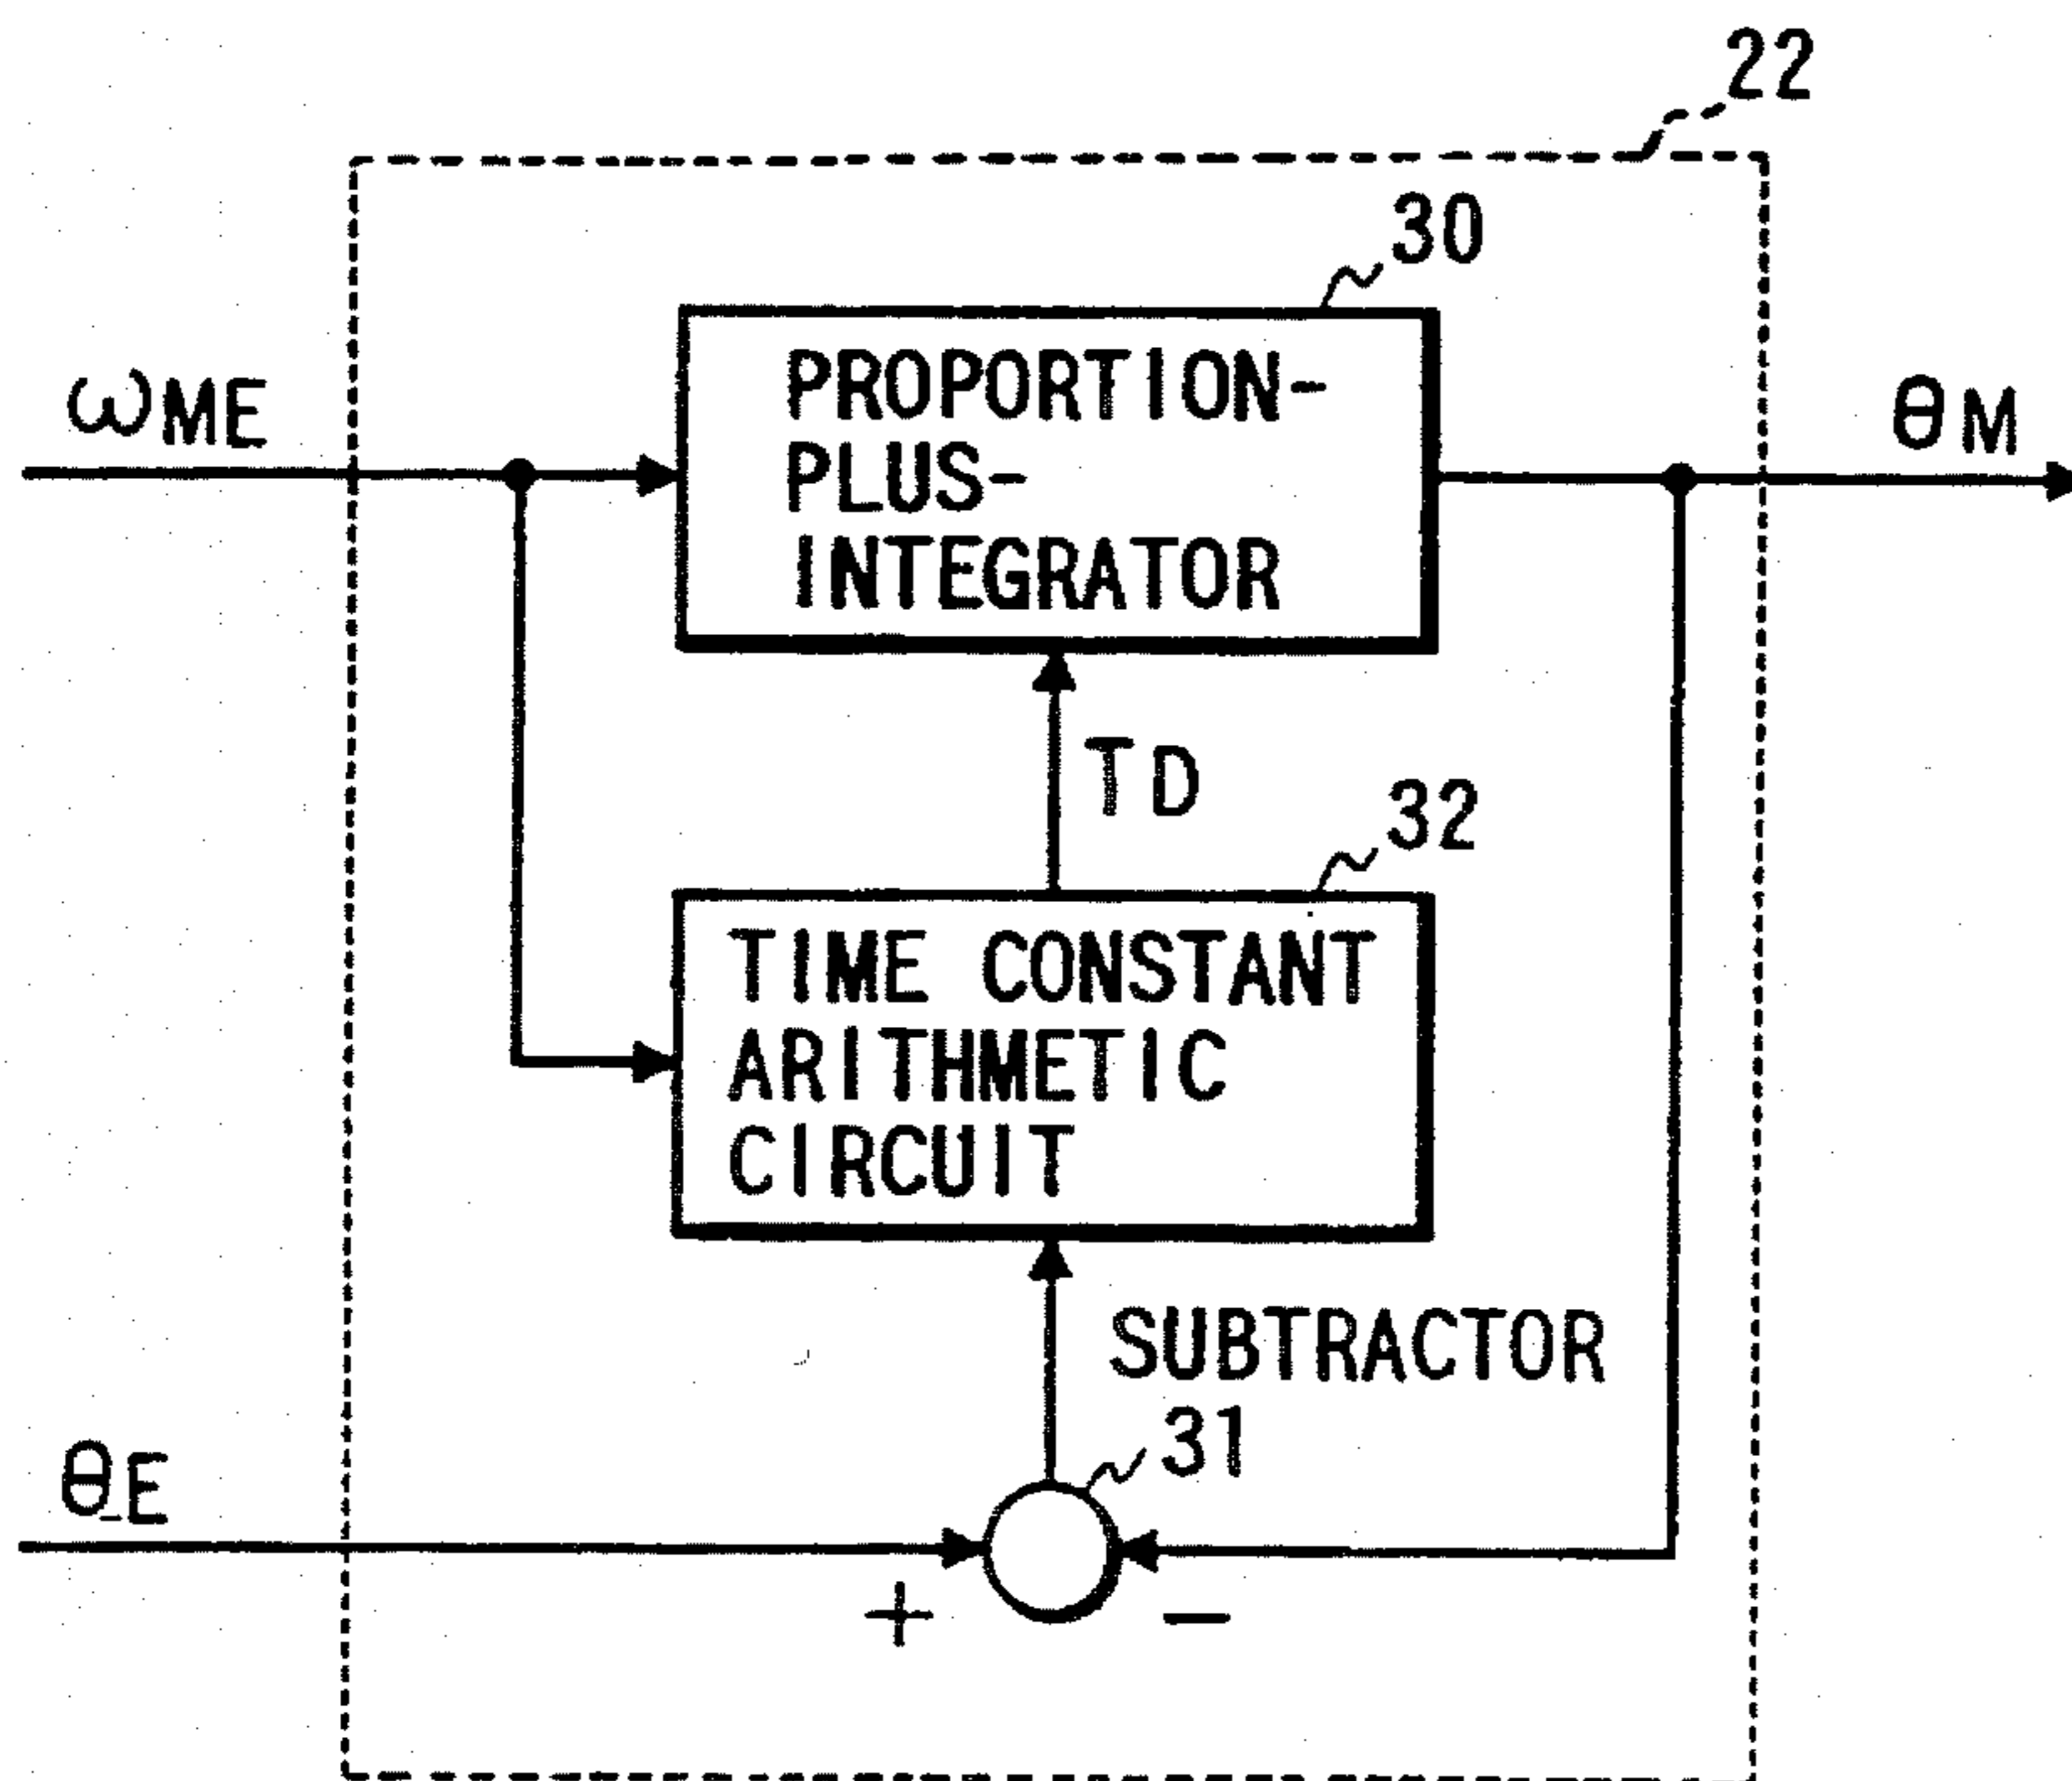 22
30
ωME
PROPORTION-
PLUS-
INTEGRATOR
θM
TD
32
TIME CONSTANT
ARITHMETIC
CIRCUIT
SUBTRACTOR
31
θE
+
−